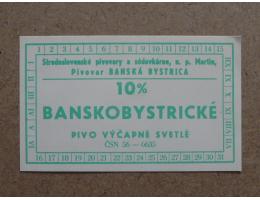 1 2 3 4 5 6 7 8 9 10 11 12 13 14 15
Stredoslovenské pivovary a sódovkárne, n. p. Martin,
Pivovar BANSKÁ BYSTRICA
10%
BANSKOBYSTRICKÉ
PIVO VÝČAPNÉ SVETLÉ
ČSN 56 — 6635
16 17 18 19 20 21 22 23 24 25 26 27 28 29 30 31